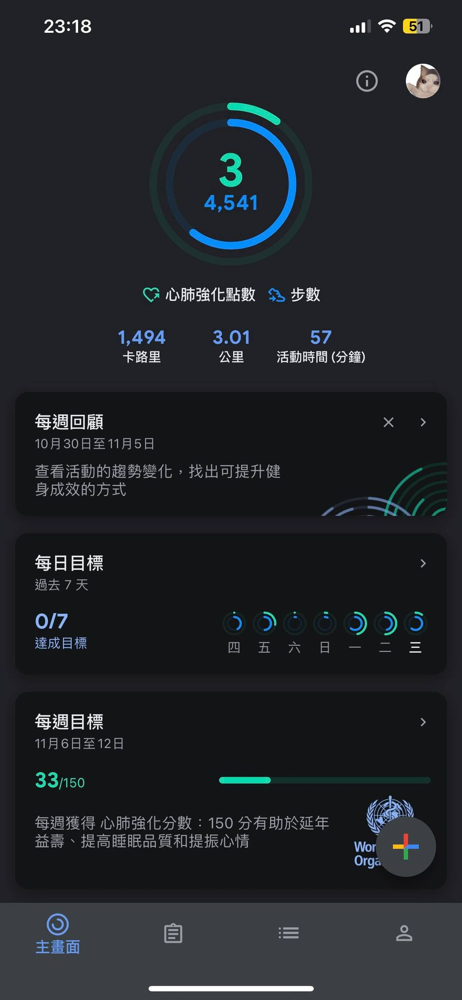 23:18
51
3
4,541
心肺強化點數 步數
1,494 3.01 57
卡路里 公里 活動時間 (分鐘)
每週回顧
10月30日至11月5日
查看活動的趨勢變化，找出可提升健
身成效的方式
每日目標
過去 7 天
0/7
達成目標
四 五 六 日 一 二 三
每週目標
11月6日至12日
33/150
每週獲得 心肺強化分數：150 分有助於延年
益壽、提高睡眠品質和提振心情
Wor
Orga
主畫面